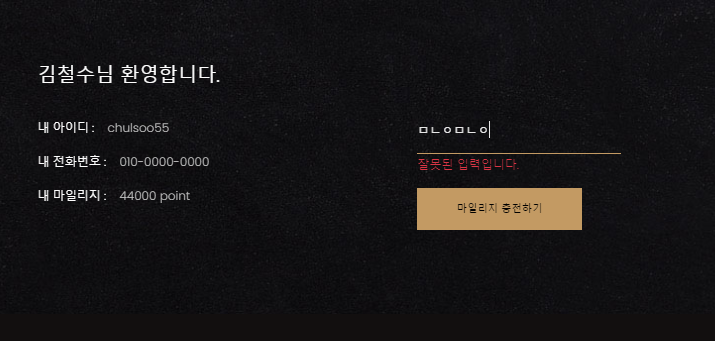 김철수님 환영합니다.
내 아이디 : chulsoo55
내 전화번호 : 010-0000-0000
내 마일리지 : 44000 point
ㅁㄴㅇㅁㄴㅇ
잘못된 입력입니다.
마일리지 충전하기